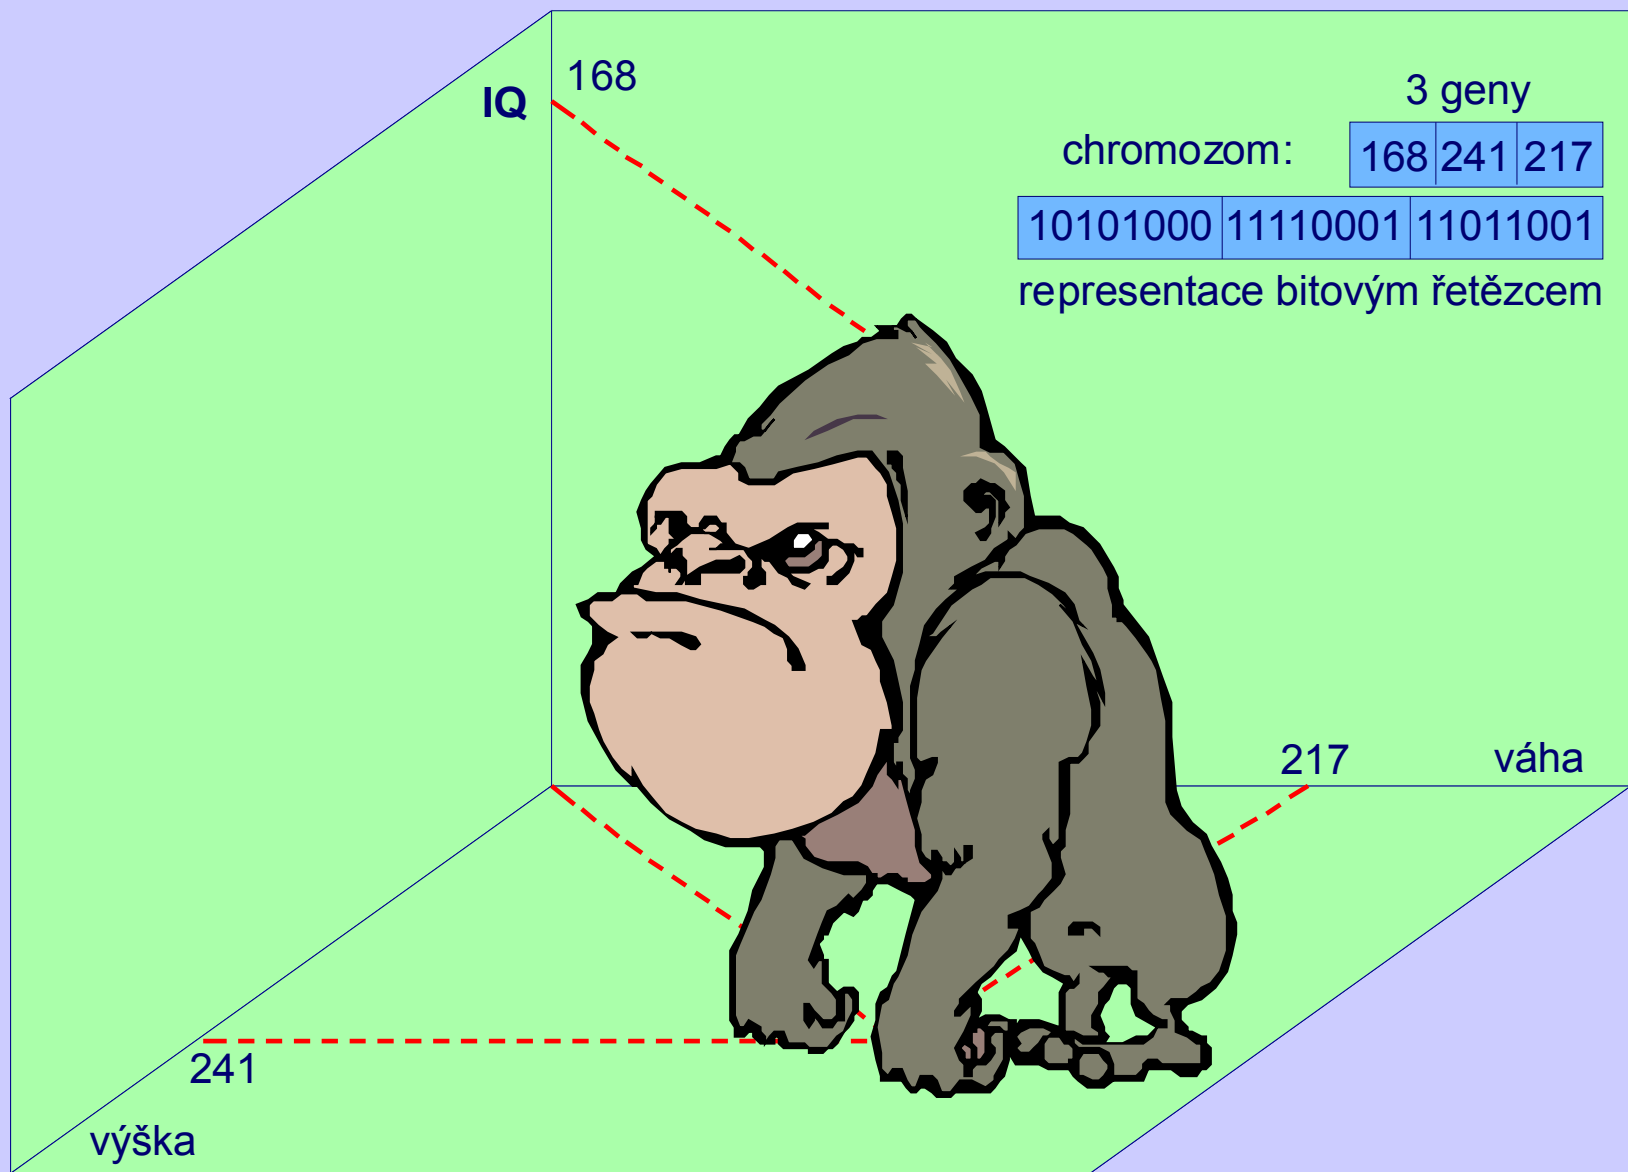 168
IQ
3 geny
chromozom: 168 241 217
10101000 11110001 11011001
representace bitovým řetězcem
217 váha
241
výška